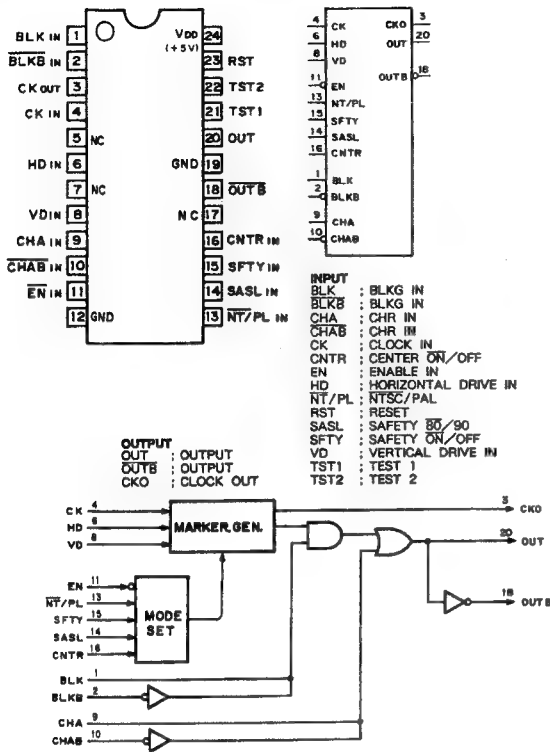 BLK IN 1
BLKB IN 2
CK OUT 3
CK IN 4
5 NC
HD IN 6
7 NC
VD IN 8
CHA IN 9
CHAB IN 10
EN IN 11
12 GND
VDD 24
(+5V)
23 RST
22 TST2
21 TST1
20 OUT
GND 19
18 OUTB
NC 17
16 CNTR IN
15 SFTY IN
14 SASL IN
13 NT/PL IN
4 CK
6 HD
8 VD
11 EN
13 NT/PL
15 SFTY
14 SASL
16 CNTR
1 BLK
2 BLKB
9 CHA
10 CHAB
CKO 3
OUT 20
OUTB 18
INPUT
BLK ; BLKG IN
BLKB ; BLKG IN
CHA ; CHR IN
CHAB ; CHR IN
CK ; CLOCK IN
CNTR ; CENTER ON/OFF
EN ; ENABLE IN
HD ; HORIZONTAL DRIVE IN
NT/PL ; NTSC/PAL
RST ; RESET
SASL ; SAFETY 80/90
SFTY ; SAFETY ON/OFF
VD ; VERTICAL DRIVE IN
TST1 ; TEST 1
TST2 ; TEST 2
OUTPUT
OUT ; OUTPUT
OUTB ; OUTPUT
CKO ; CLOCK OUT
CK 4
HD 6
VD 8
MARKER. GEN.
3 CKO
20 OUT
18 OUTB
EN 11
NT/PL 13
SFTY 15
SASL 14
CNTR 16
MODE
SET
BLK 1
BLKB 2
CHA 9
CHAB 10